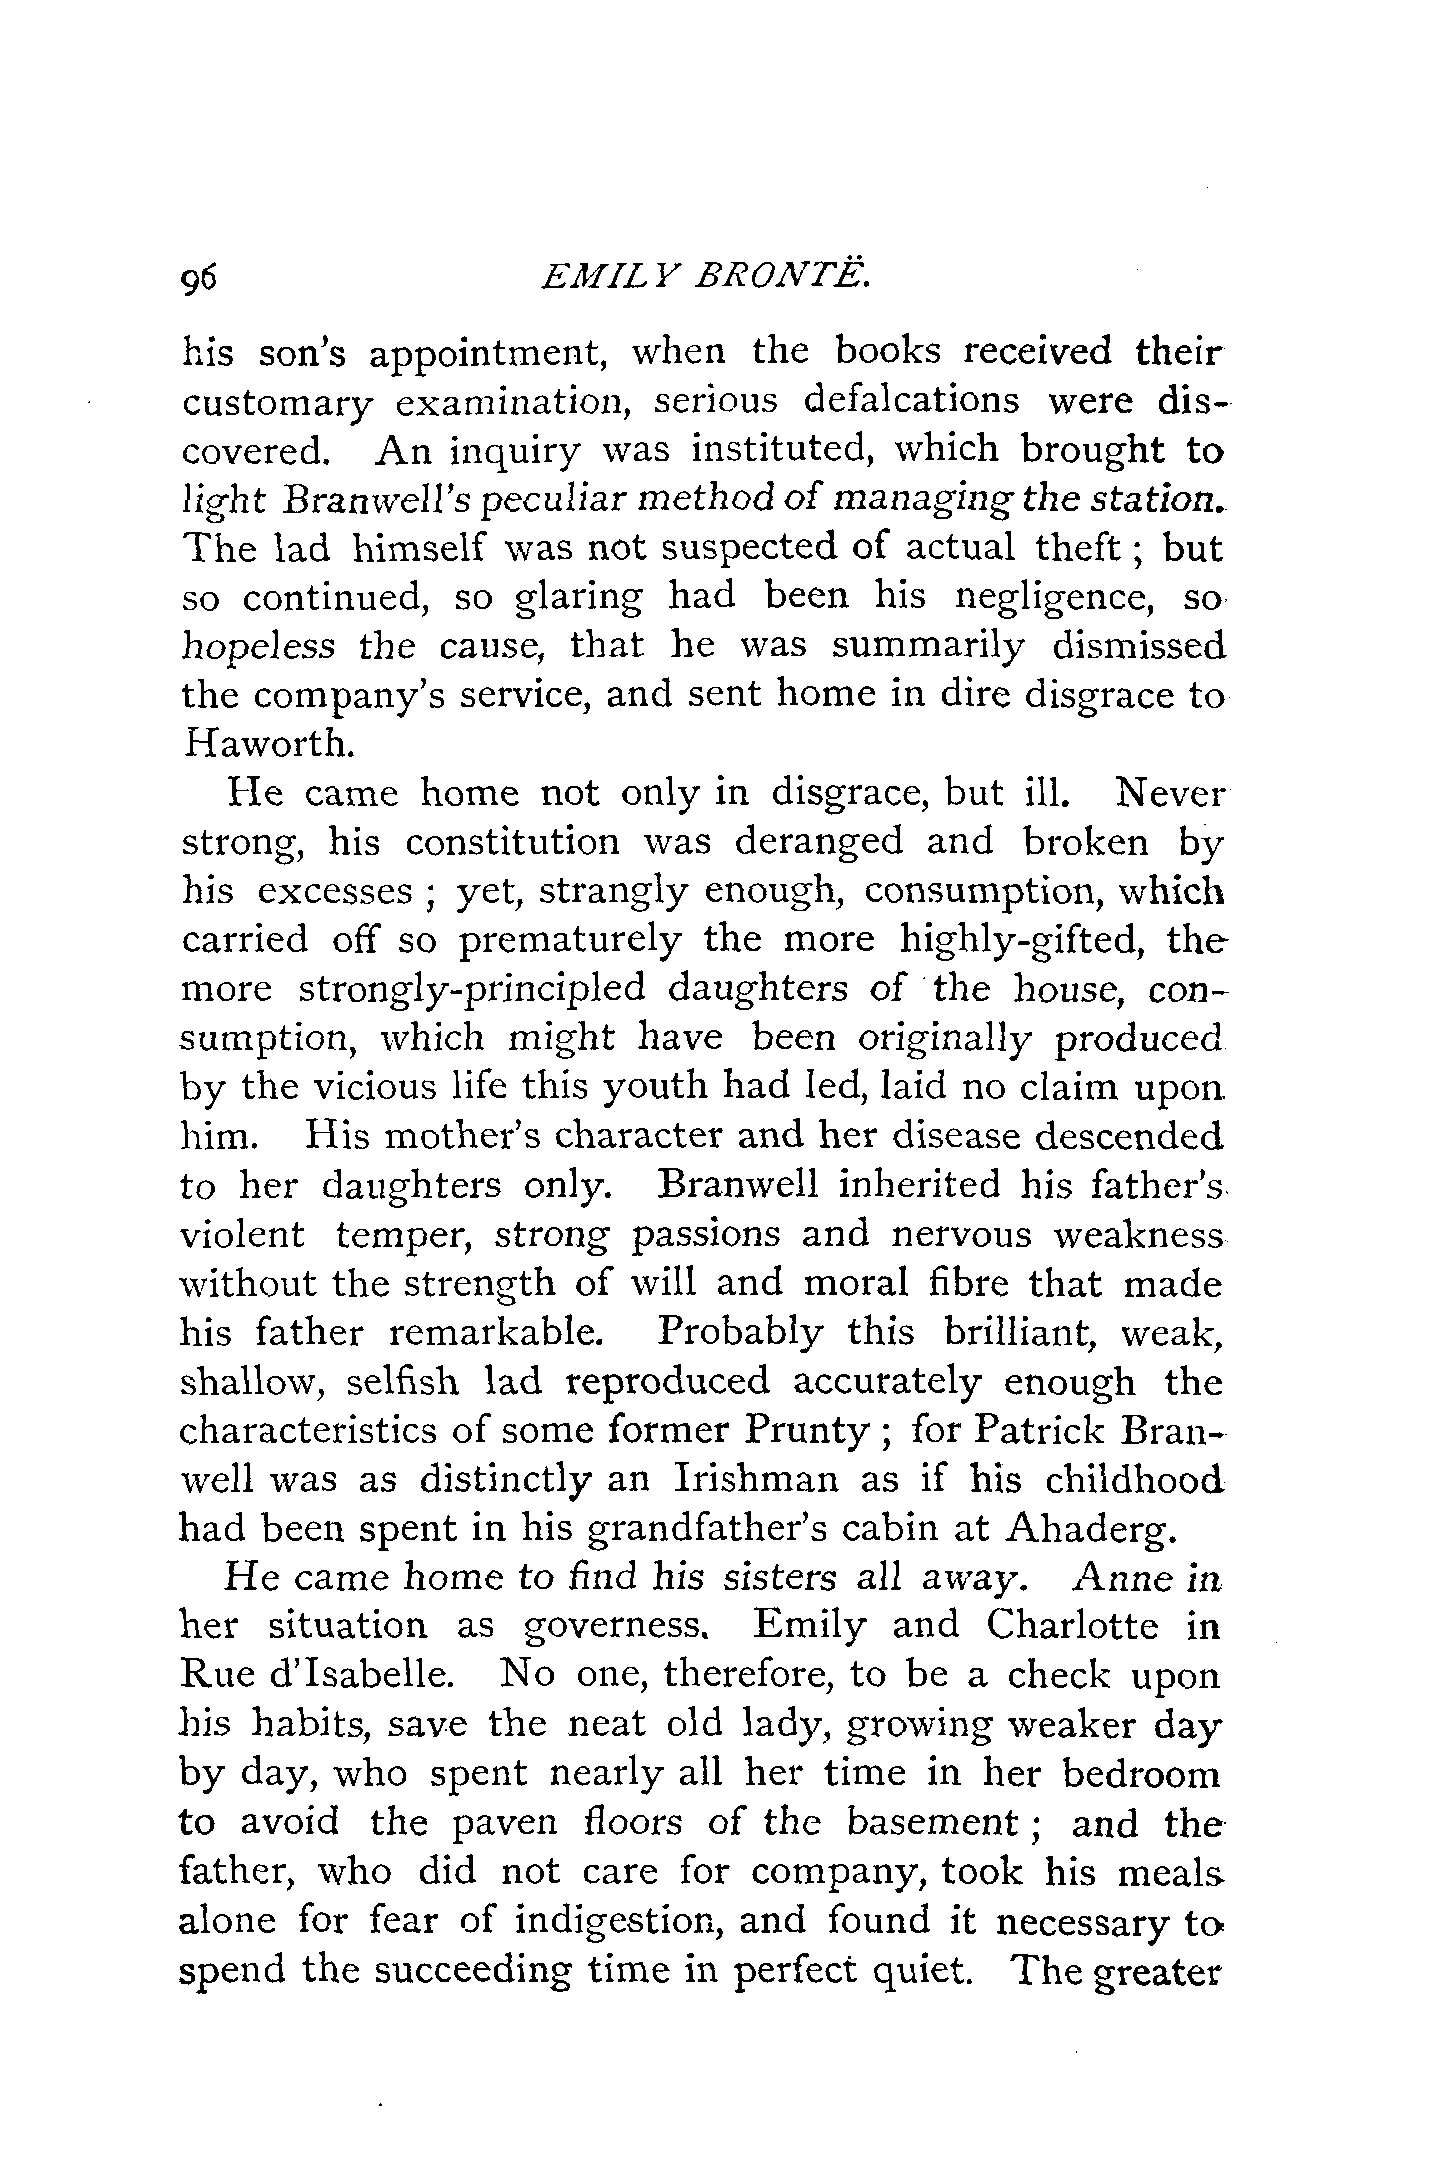 96 EMILY BRONTË.
his son's appointment, when the books received their
customary examination, serious defalcations were dis-
covered. An inquiry was instituted, which brought to
light Branwell's peculiar method of managing the station.
The lad himself was not suspected of actual theft ; but
so continued, so glaring had been his negligence, so
hopeless the cause, that he was summarily dismissed
the company's service, and sent home in dire disgrace to
Haworth.
He came home not only in disgrace, but ill. Never
strong, his constitution was deranged and broken by
his excesses ; yet, strangly enough, consumption, which
carried off so prematurely the more highly-gifted, the
more strongly-principled daughters of the house, con-
sumption, which might have been originally produced
by the vicious life this youth had led, laid no claim upon
him. His mother's character and her disease descended
to her daughters only. Branwell inherited his father's
violent temper, strong passions and nervous weakness
without the strength of will and moral fibre that made
his father remarkable. Probably this brilliant, weak,
shallow, selfish lad reproduced accurately enough the
characteristics of some former Prunty ; for Patrick Bran-
well was as distinctly an Irishman as if his childhood
had been spent in his grandfather's cabin at Ahaderg.
He came home to find his sisters all away. Anne in
her situation as governess. Emily and Charlotte in
Rue d'Isabelle. No one, therefore, to be a check upon
his habits, save the neat old lady, growing weaker day
by day, who spent nearly all her time in her bedroom
to avoid the paven floors of the basement ; and the
father, who did not care for company, took his meals
alone for fear of indigestion, and found it necessary to
spend the succeeding time in perfect quiet. The greater